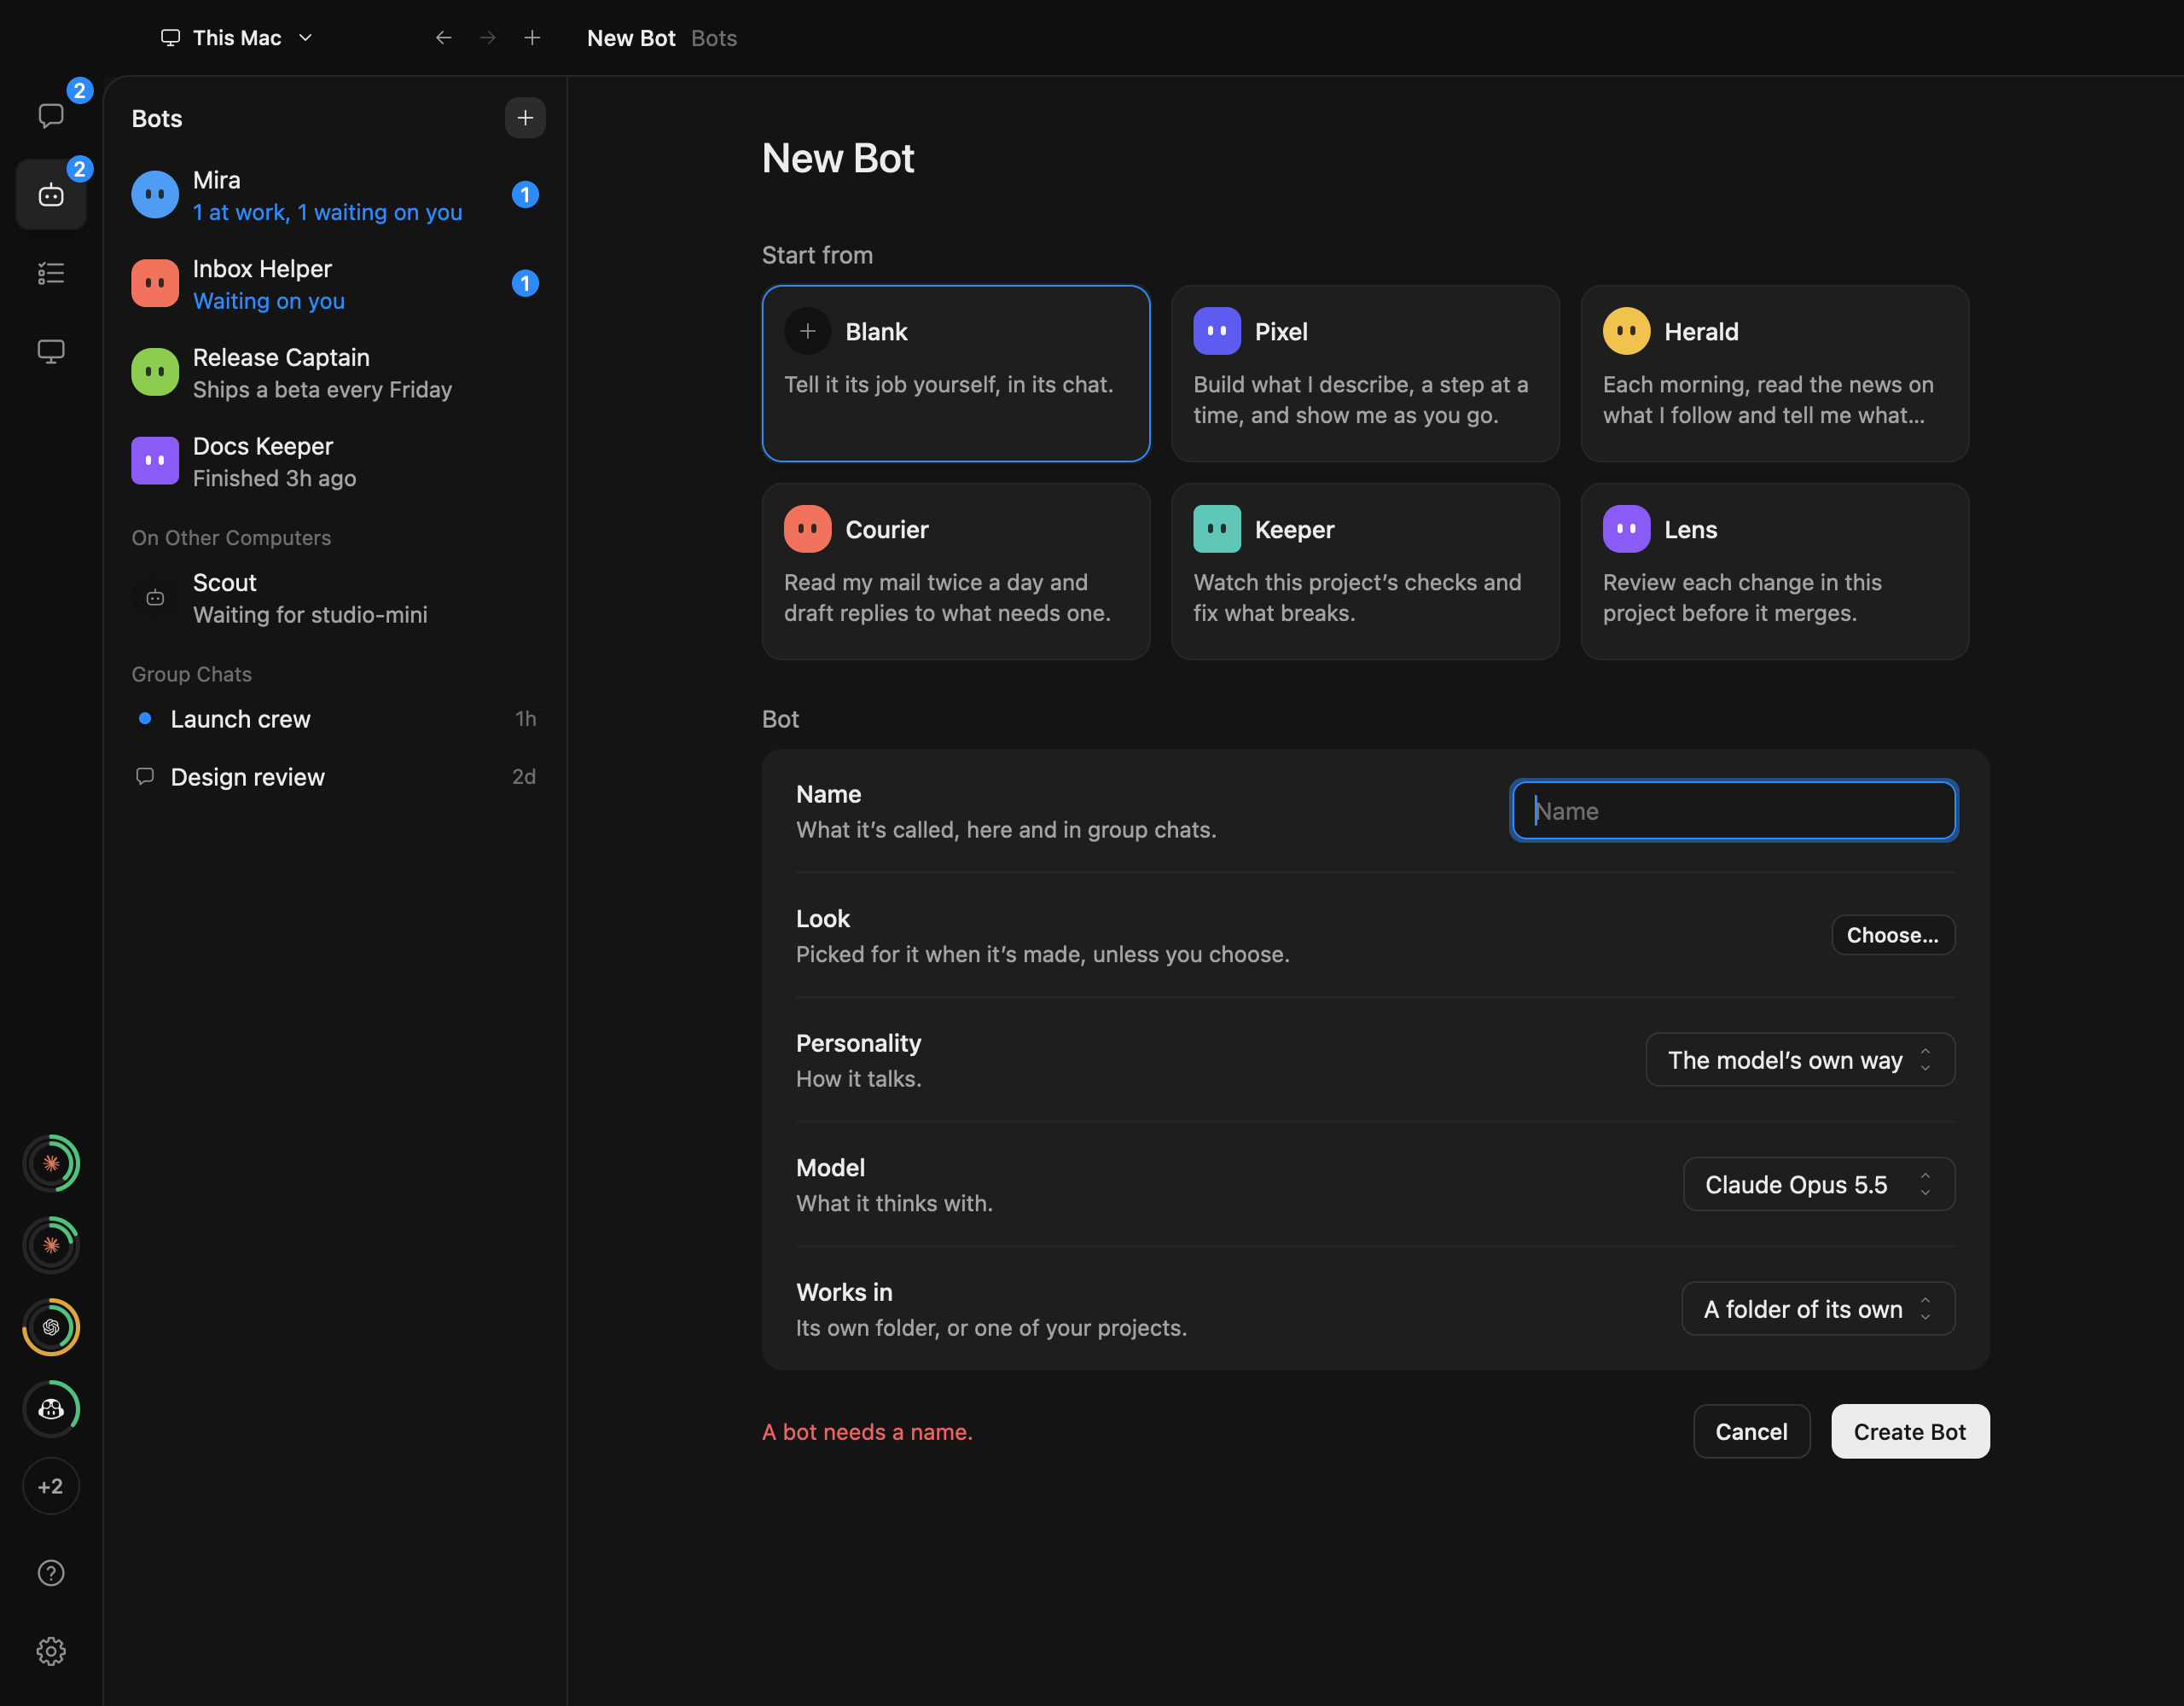 This Mac
New Bot Bots
2
2
Bots
Mira
1 at work, 1 waiting on you
1
Inbox Helper
Waiting on you
1
Release Captain
Ships a beta every Friday
Docs Keeper
Finished 3h ago
On Other Computers
Scout
Waiting for studio-mini
Group Chats
Launch crew 1h
Design review 2d
+2
New Bot
Start from
Blank
Tell it its job yourself, in its chat.
Pixel
Build what I describe, a step at a
time, and show me as you go.
Herald
Each morning, read the news on
what I follow and tell me what...
Courier
Read my mail twice a day and
draft replies to what needs one.
Keeper
Watch this project’s checks and
fix what breaks.
Lens
Review each change in this
project before it merges.
Bot
Name
What it’s called, here and in group chats.
Name
Look
Picked for it when it’s made, unless you choose.
Choose...
Personality
How it talks.
The model’s own way
Model
What it thinks with.
Claude Opus 5.5
Works in
Its own folder, or one of your projects.
A folder of its own
A bot needs a name.
Cancel
Create Bot